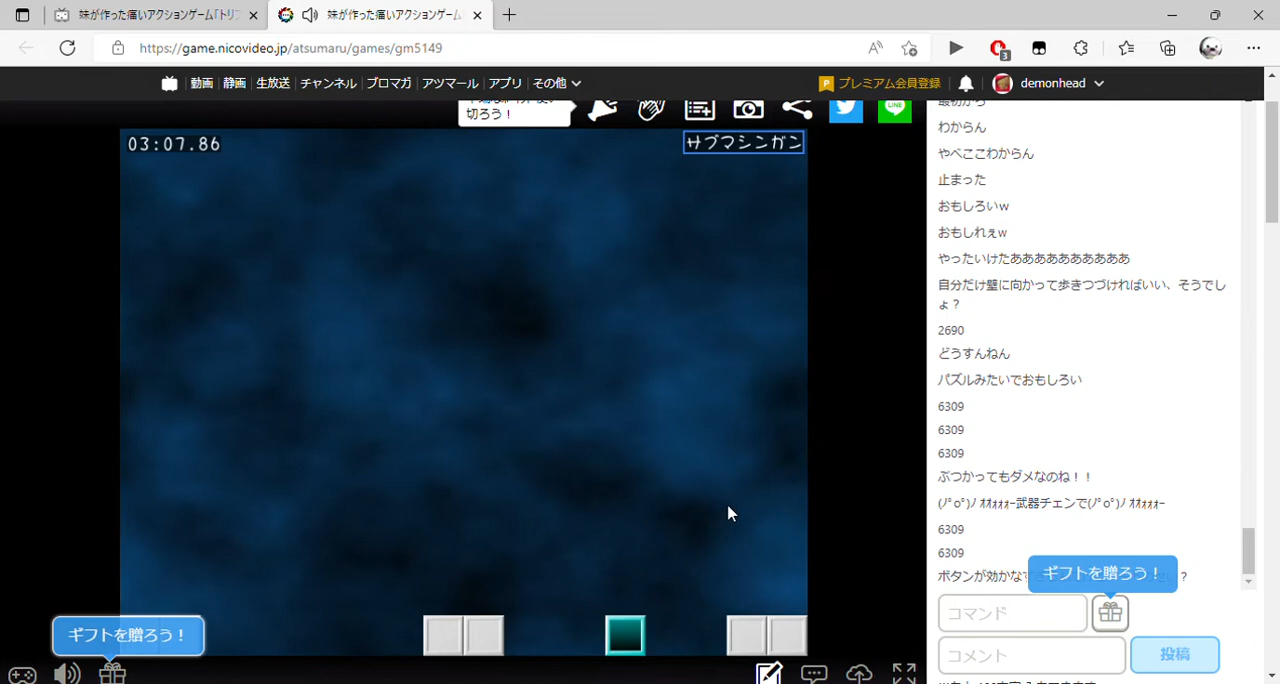 妹が作った痛いアクションゲーム「トリフ
妹が作った痛いアクションゲーム
https://game.nicovideo.jp/atsumaru/games/gm5149
3
動画 静画 生放送 チャンネル ブロマガ アツマール アプリ その他
P プレミアム会員登録
demonhead
切ろう！
LINE
03:07.86
サブマシンガン
最初から
わからん
やべここわからん
止まった
おもしろいw
おもしれぇw
やったいけたああああああああああ
自分だけ壁に向かって歩きつづければいい、そうでし
ょ？
2690
どうすんねん
パズルみたいでおもしろい
6309
6309
6309
ぶつかってもダメなのね！！
(ﾉﾟοﾟ)ﾉ ｵｵｫｫｫｰ武器チェンで(ﾉﾟοﾟ)ﾉ ｵｵｫｫｫｰ
6309
6309
ボタンが効かな
？
ギフトを贈ろう！
コマンド
コメント
投稿
ギフトを贈ろう！